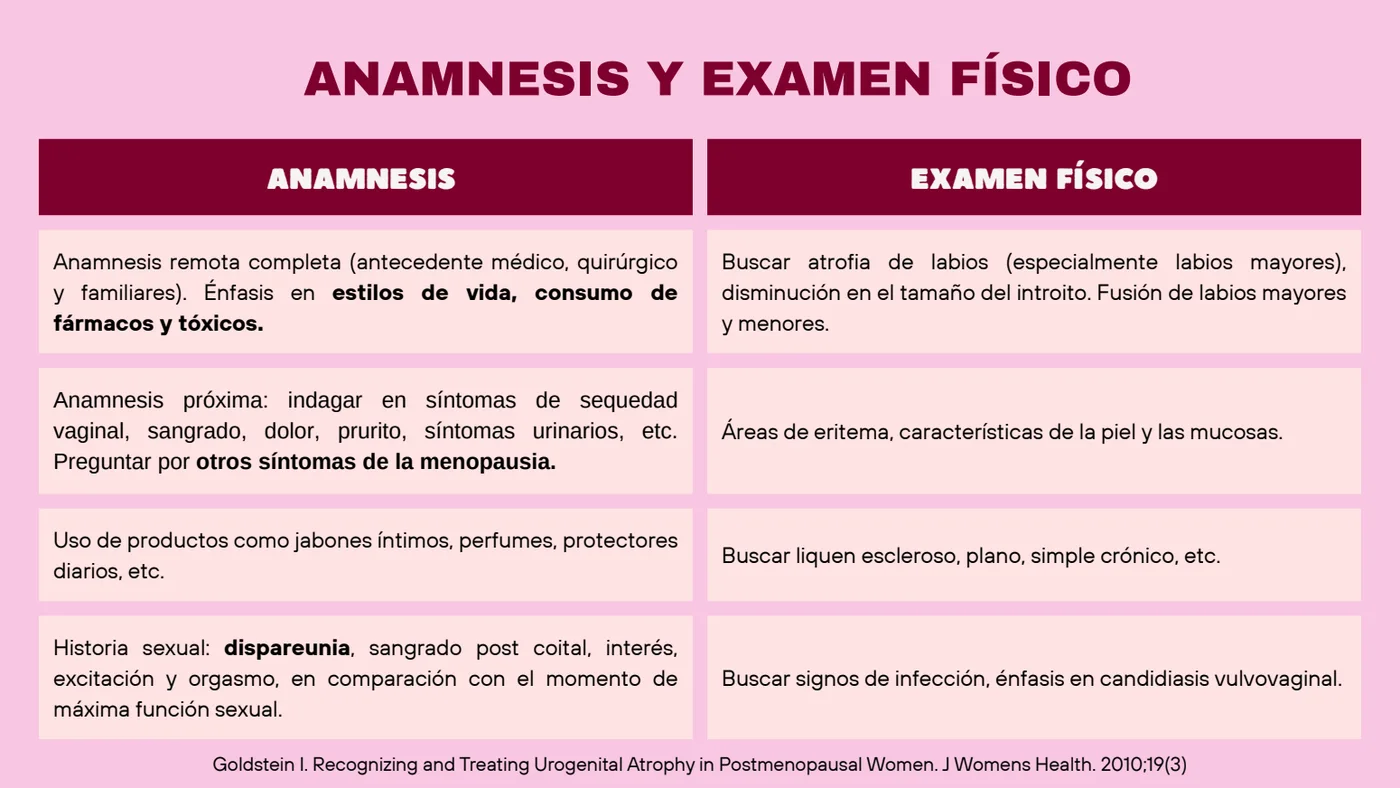 ANAMNESIS Y EXAMEN FÍSICO
ANAMNESIS
Anamnesis remota completa (antecedente médico, quirúrgico
y familiares). Énfasis en estilos de vida, consumo de
fármacos y tóxicos.
Anamnesis próxima: indagar en síntomas de sequedad
vaginal, sangrado, dolor, prurito, síntomas urinarios, etc.
Preguntar por otros síntomas de la menopausia.
Uso de productos como jabones íntimos, perfumes, protectores
diarios, etc.
Historia sexual: dispareunia, sangrado post coital, interés,
excitación y orgasmo, en comparación con el momento de
máxima función sexual.
EXAMEN FÍSICO
Buscar atrofia de labios (especialmente labios mayores),
disminución en el tamaño del introito. Fusión de labios mayores
y menores.
Áreas de eritema, características de la piel y las mucosas.
Buscar liquen escleroso, plano, simple crónico, etc.
Buscar signos de infección, énfasis en candidiasis vulvovaginal.
Goldstein I. Recognizing and Treating Urogenital Atrophy in Postmenopausal Women. J Womens Health. 2010;19(3)